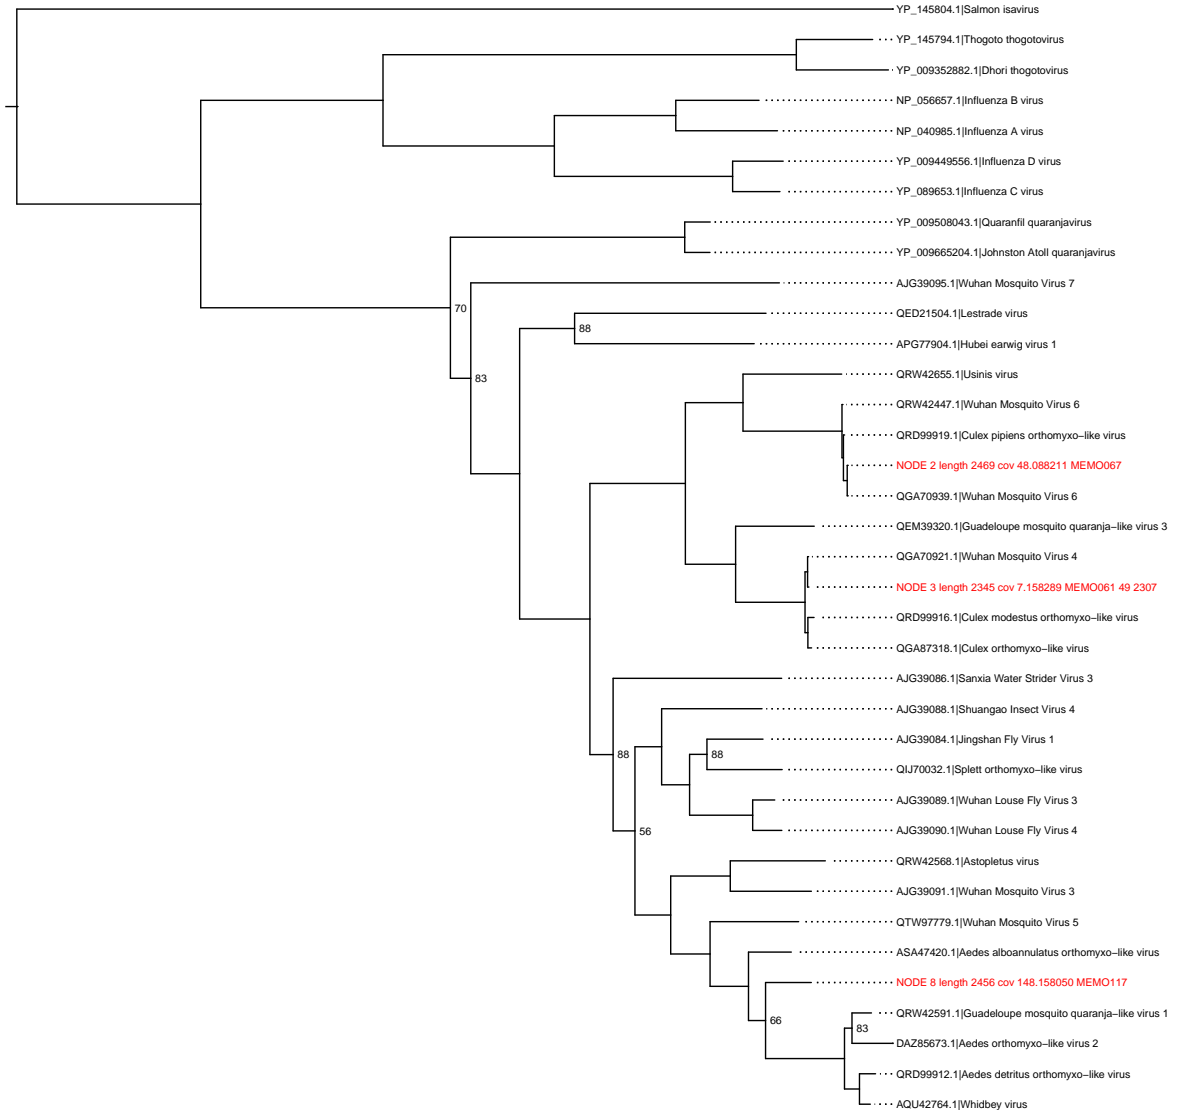 YP_145804.1|Salmon isavirus
YP_145794.1|Thogoto thogotovirus
YP_009352882.1|Dhori thogotovirus
NP_056657.1|Influenza B virus
NP_040985.1|Influenza A virus
YP_009449556.1|Influenza D virus
YP_089653.1|Influenza C virus
YP_009508043.1|Quaranfil quaranjavirus
YP_009665204.1|Johnston Atoll quaranjavirus
AJG39095.1|Wuhan Mosquito Virus 7
70
QED21504.1|Lestrade virus
88
APG77904.1|Hubei earwig virus 1
QRW42655.1|Usinis virus
83
QRW42447.1|Wuhan Mosquito Virus 6
QRD99919.1|Culex pipiens orthomyxo−like virus
NODE 2 length 2469 cov 48.088211 MEMO067
QGA70939.1|Wuhan Mosquito Virus 6
QEM39320.1|Guadeloupe mosquito quaranja−like virus 3
QGA70921.1|Wuhan Mosquito Virus 4
NODE 3 length 2345 cov 7.158289 MEMO061 49 2307
QRD99916.1|Culex modestus orthomyxo−like virus
QGA87318.1|Culex orthomyxo−like virus
AJG39086.1|Sanxia Water Strider Virus 3
AJG39088.1|Shuangao Insect Virus 4
AJG39084.1|Jingshan Fly Virus 1
88
88
QIJ70032.1|Splett orthomyxo−like virus
AJG39089.1|Wuhan Louse Fly Virus 3
AJG39090.1|Wuhan Louse Fly Virus 4
56
QRW42568.1|Astopletus virus
AJG39091.1|Wuhan Mosquito Virus 3
QTW97779.1|Wuhan Mosquito Virus 5
ASA47420.1|Aedes alboannulatus orthomyxo−like virus
NODE 8 length 2456 cov 148.158050 MEMO117
QRW42591.1|Guadeloupe mosquito quaranja−like virus 1
66
83
DAZ85673.1|Aedes orthomyxo−like virus 2
QRD99912.1|Aedes detritus orthomyxo−like virus
AQU42764.1|Whidbey virus